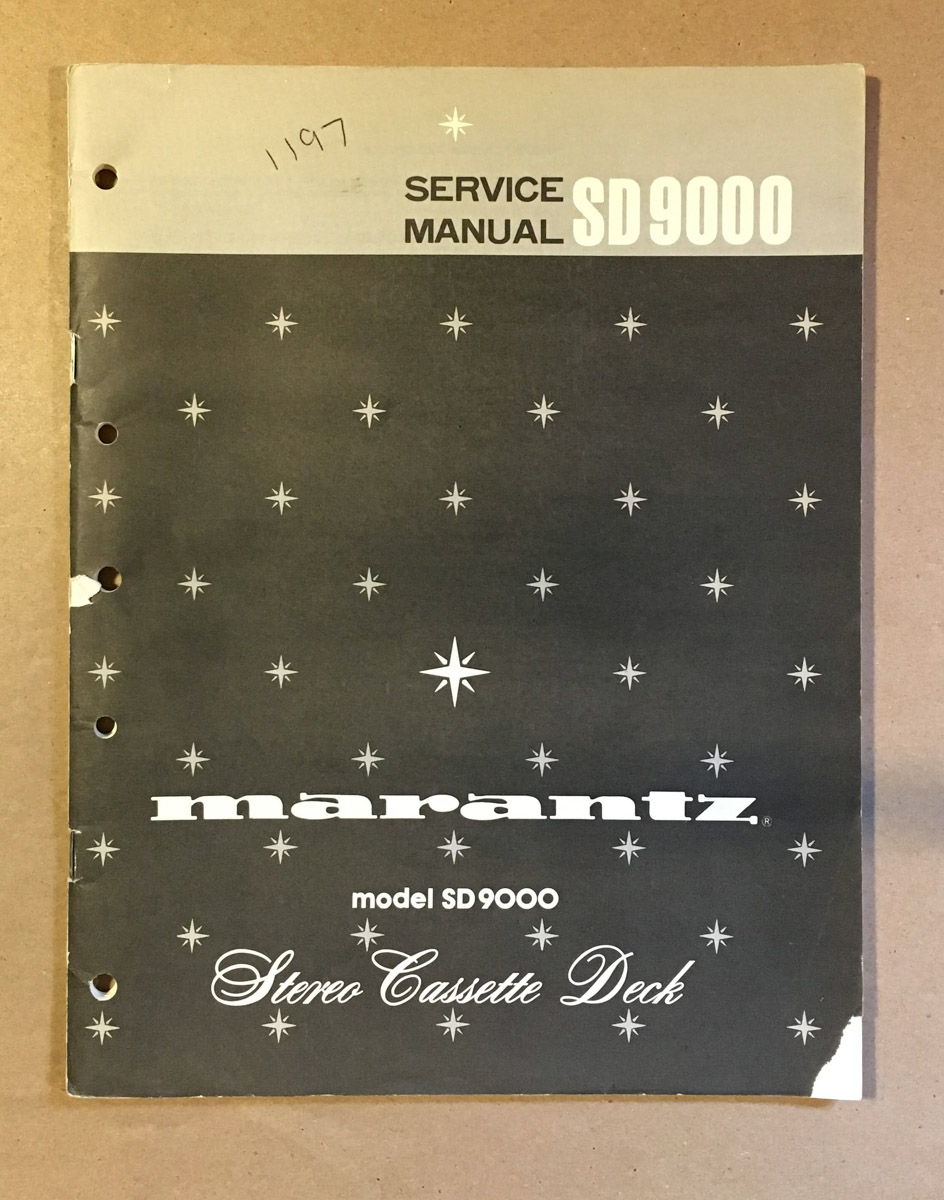 1197
SERVICE
MANUAL SD9000
marantz®
model SD9000
Stereo Cassette Deck